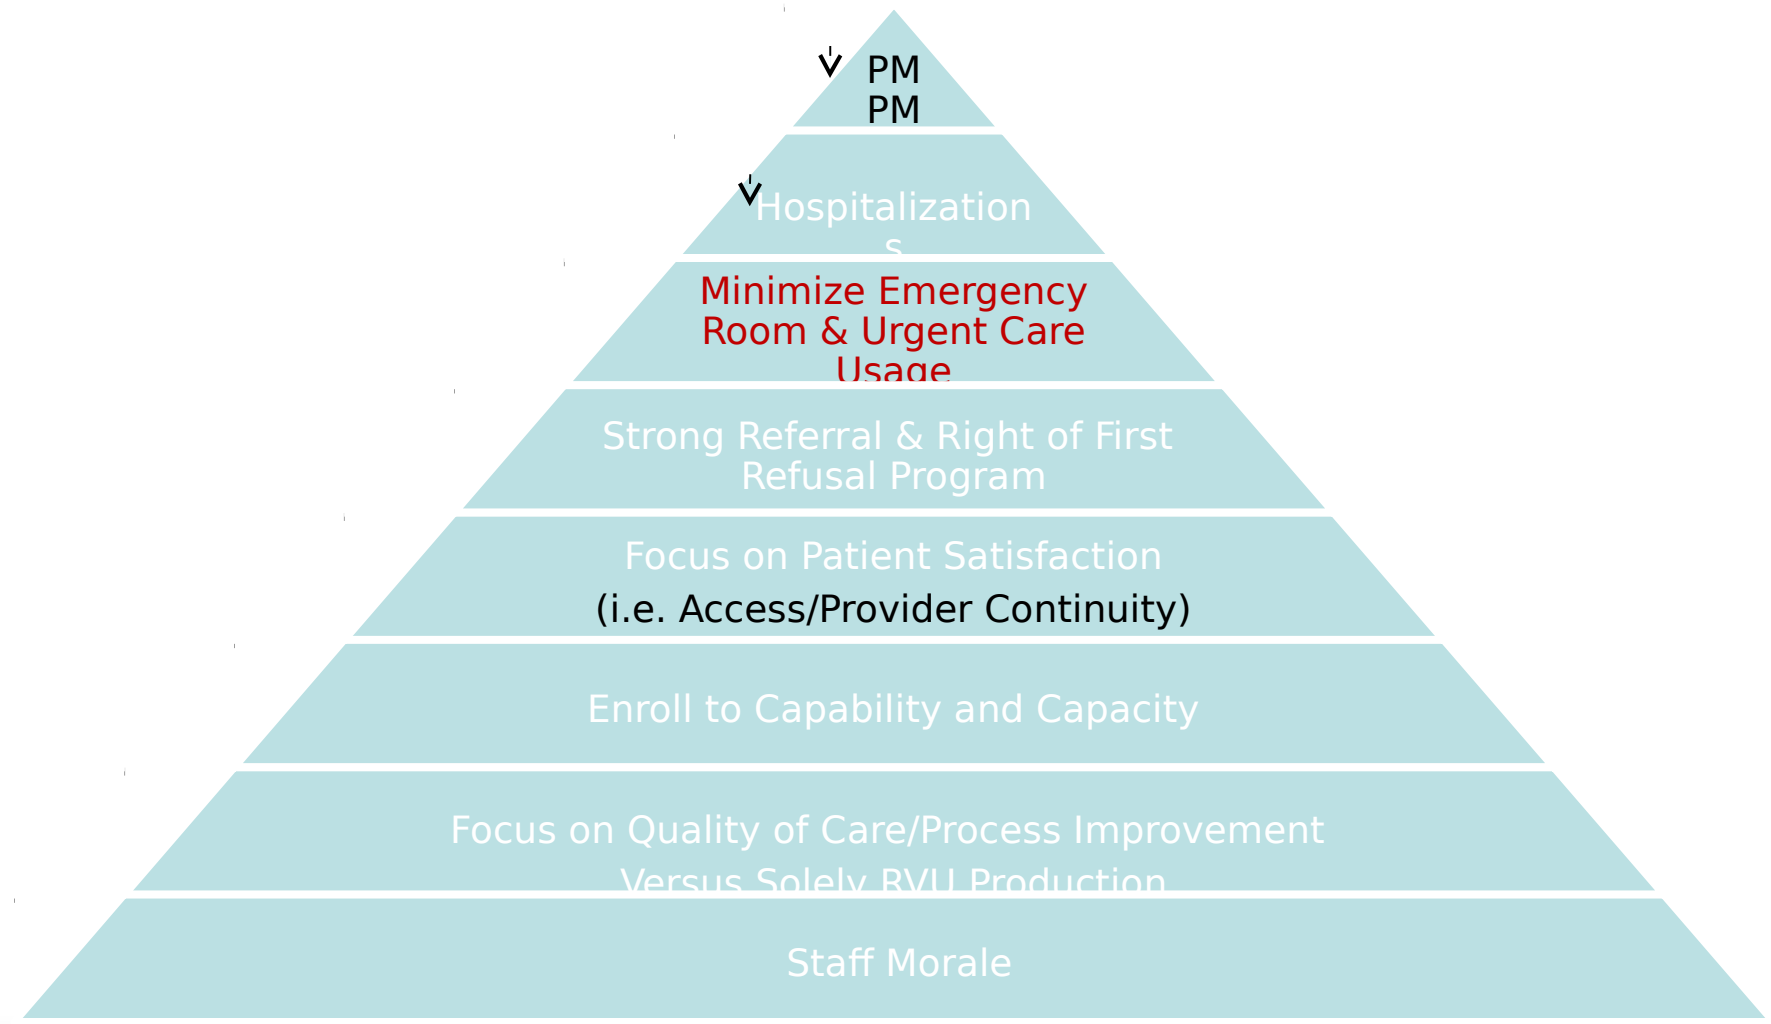 PM
PM
Hospitalization
s
Minimize Emergency
Room & Urgent Care
Usage
Strong Referral & Right of First
Refusal Program
Focus on Patient Satisfaction
(i.e. Access/Provider Continuity)
Enroll to Capability and Capacity
Focus on Quality of Care/Process Improvement
Versus Solely RVU Production
Staff Morale